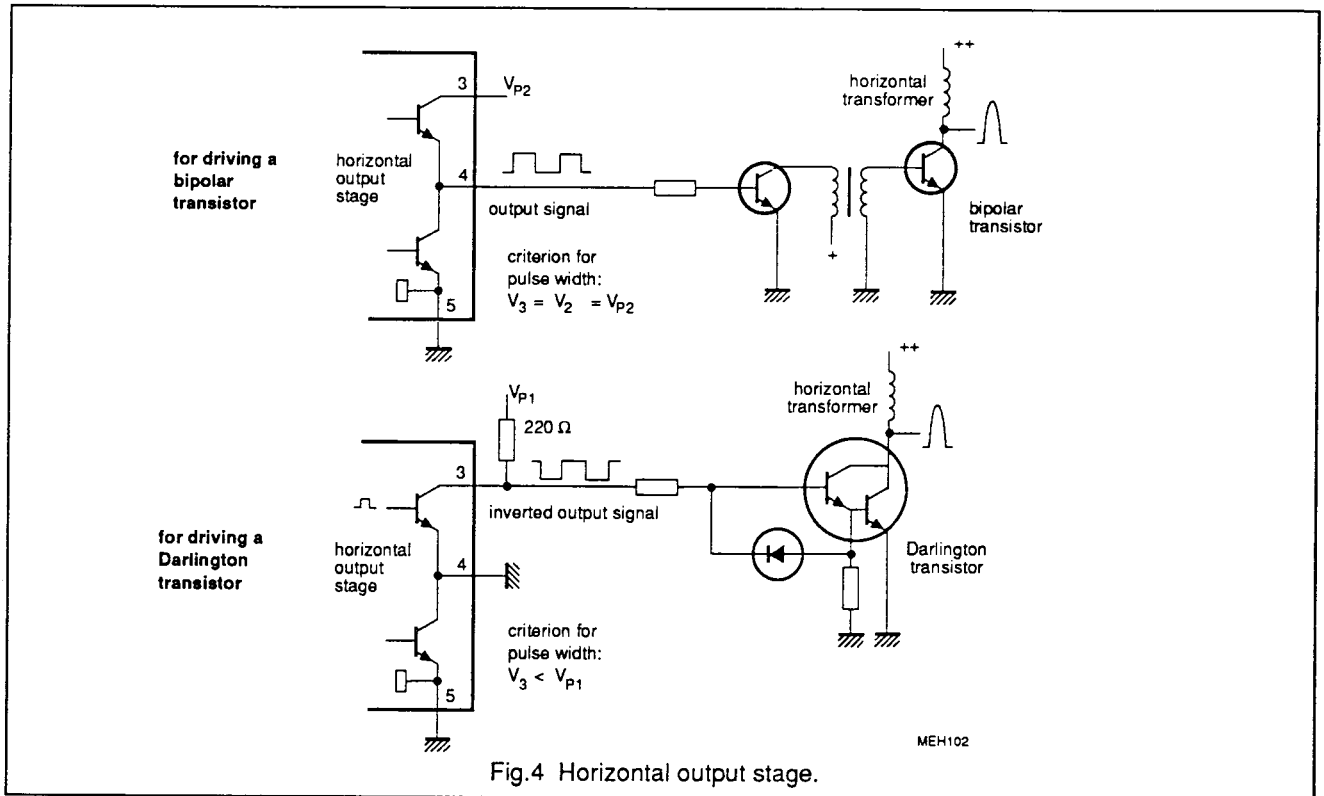 ++
horizontal
transformer
3
V_P2
for driving a
bipolar
transistor
horizontal
output
stage
4
output signal
bipolar
transistor
+
criterion for
pulse width:
V_3 = V_2 = V_P2
5
++
horizontal
transformer
V_P1
220 Ω
3
inverted output signal
for driving a
Darlington
transistor
horizontal
output
stage
4
Darlington
transistor
criterion for
pulse width:
V_3 < V_P1
5
MEH102
Fig.4 Horizontal output stage.